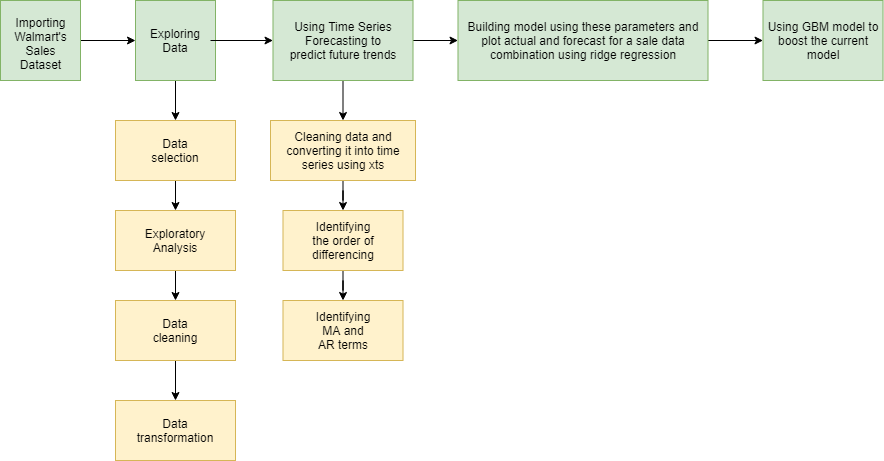 Importing
Walmart's
Sales
Dataset
Exploring
Data
Using Time Series
Forecasting to
predict future trends
Building model using these parameters and
plot actual and forecast for a sale data
combination using ridge regression
Using GBM model to
boost the current
model
Data
selection
Exploratory
Analysis
Data
cleaning
Data
transformation
Cleaning data and
converting it into time
series using xts
Identifying
the order of
differencing
Identifying
MA and
AR terms